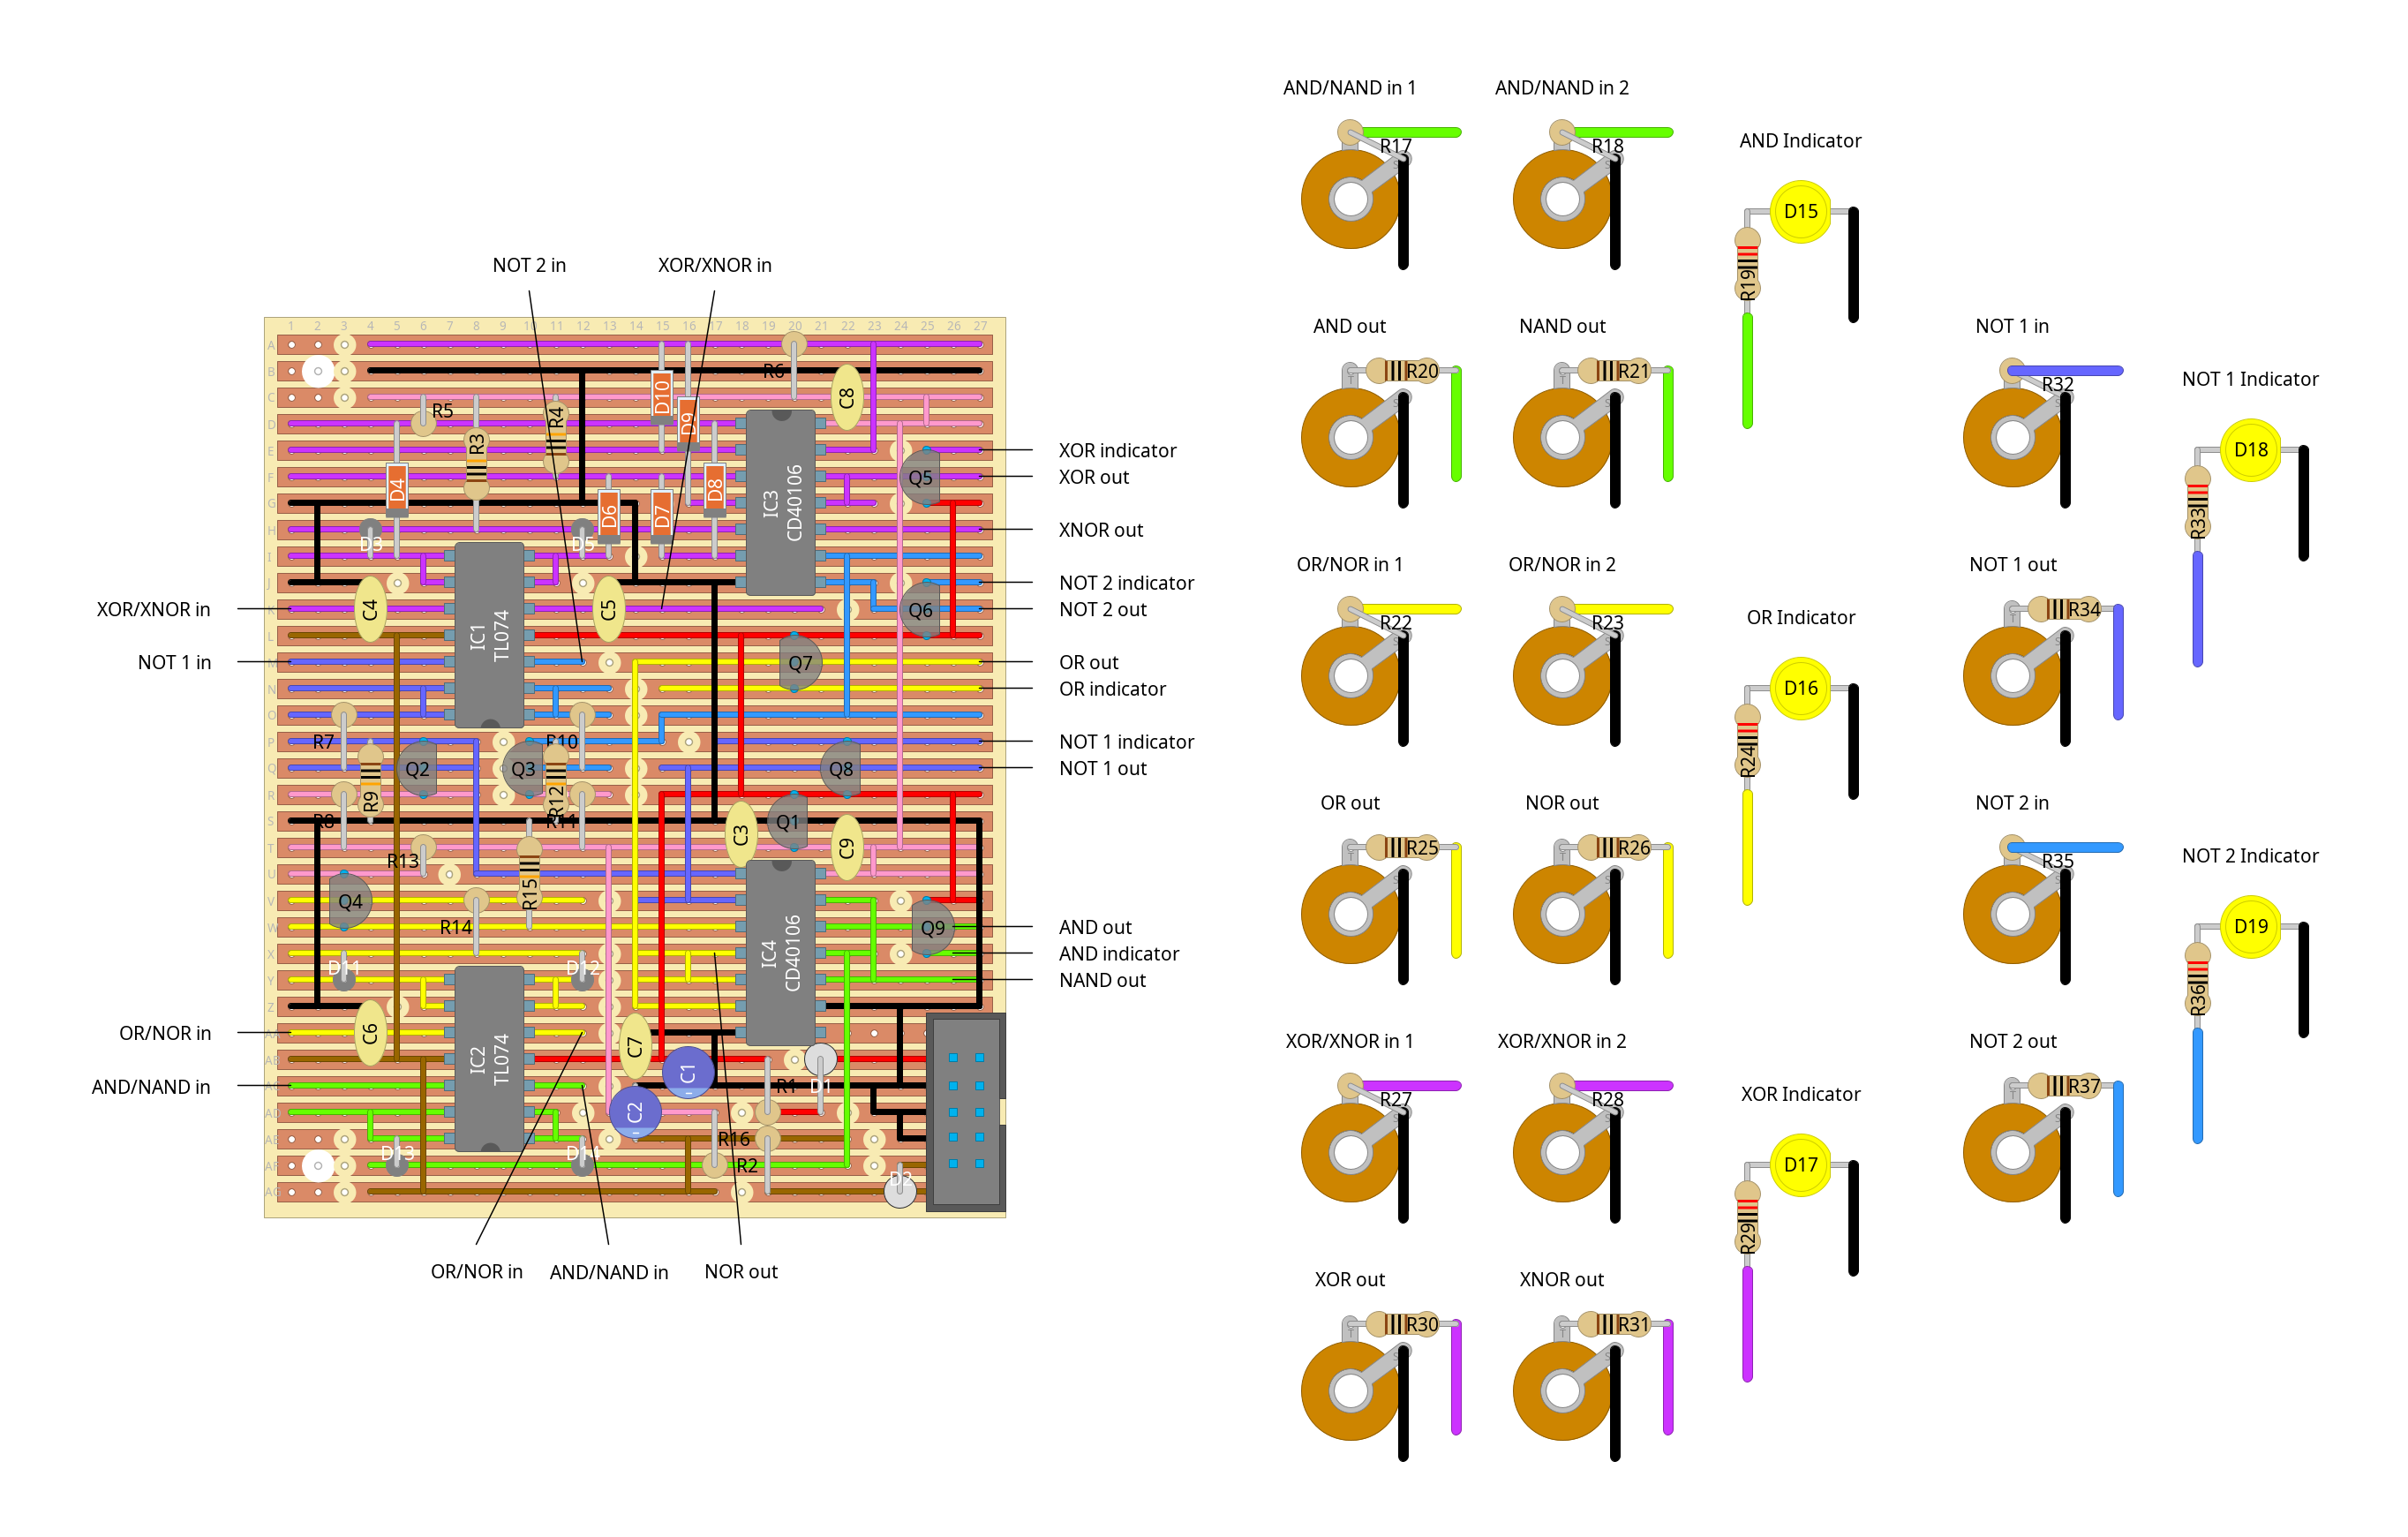 AND/NAND in 1
AND/NAND in 2
R17
R18
AND Indicator
D15
R19
NOT 2 in
XOR/XNOR in
AND out
NAND out
NOT 1 in
1 2 3 4 5 6 7 8 9 10 11 12 13 14 15 16 17 18 19 20 21 22 23 24 25 26 27
A
B
C
D
E
F
G
H
I
J
K
L
M
N
O
P
Q
R
S
T
U
V
W
X
Y
Z
AA
AB
AC
AD
AE
AF
AG
R6
D10
C8
R20
R21
R32
NOT 1 Indicator
R5
R4
D9
R3
D18
XOR indicator
D4
D8
Q5
XOR out
D6
D7
IC3
CD40106
R33
D3
D5
XNOR out
OR/NOR in 1
OR/NOR in 2
NOT 1 out
NOT 2 indicator
XOR/XNOR in
C4
C5
Q6
NOT 2 out
R22
R23
OR Indicator
R34
IC1
TL074
NOT 1 in
Q7
OR out
OR indicator
D16
R7
R10
NOT 1 indicator
R24
Q2
Q3
Q8
NOT 1 out
R9
R12
OR out
NOR out
NOT 2 in
R8
R11
C3
Q1
C9
R25
R26
R35
NOT 2 Indicator
R13
R15
Q4
R14
Q9
AND out
D19
D11
D12
IC4
CD40106
AND indicator
NAND out
R36
OR/NOR in
C6
C7
XOR/XNOR in 1
XOR/XNOR in 2
NOT 2 out
IC2
TL074
C1
AND/NAND in
R1
D1
R27
R28
XOR Indicator
R37
C2
R16
D13
D14
R2
D2
D17
R29
OR/NOR in
AND/NAND in
NOR out
XOR out
XNOR out
T
R30
T
R31